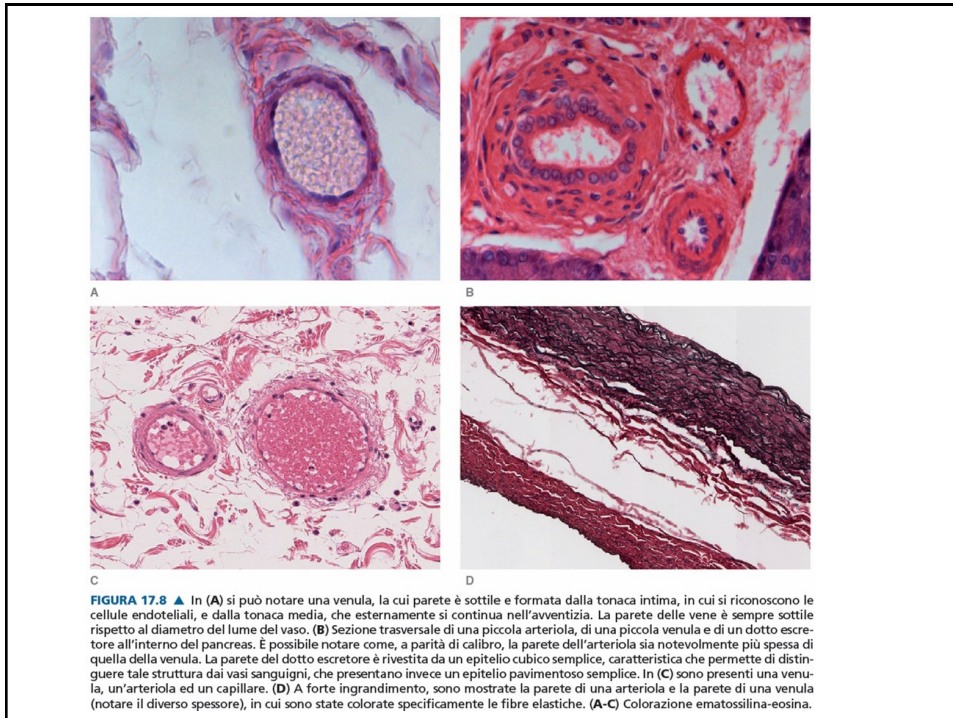 A
B
C
D
FIGURA 17.8 ▲ In (A) si può notare una venula, la cui parete è sottile e formata dalla tonaca intima, in cui si riconoscono le
cellule endoteliali, e dalla tonaca media, che esternamente si continua nell'avventizia. La parete delle vene è sempre sottile
rispetto al diametro del lume del vaso. (B) Sezione trasversale di una piccola arteriola, di una piccola venula e di un dotto escre-
tore all'interno del pancreas. È possibile notare come, a parità di calibro, la parete dell'arteriola sia notevolmente più spessa di
quella della venula. La parete del dotto escretore è rivestita da un epitelio cubico semplice, caratteristica che permette di distin-
guere tale struttura dai vasi sanguigni, che presentano invece un epitelio pavimentoso semplice. In (C) sono presenti una venu-
la, un'arteriola ed un capillare. (D) A forte ingrandimento, sono mostrate la parete di una arteriola e la parete di una venula
(notare il diverso spessore), in cui sono state colorate specificamente le fibre elastiche. (A-C) Colorazione ematossilina-eosina.